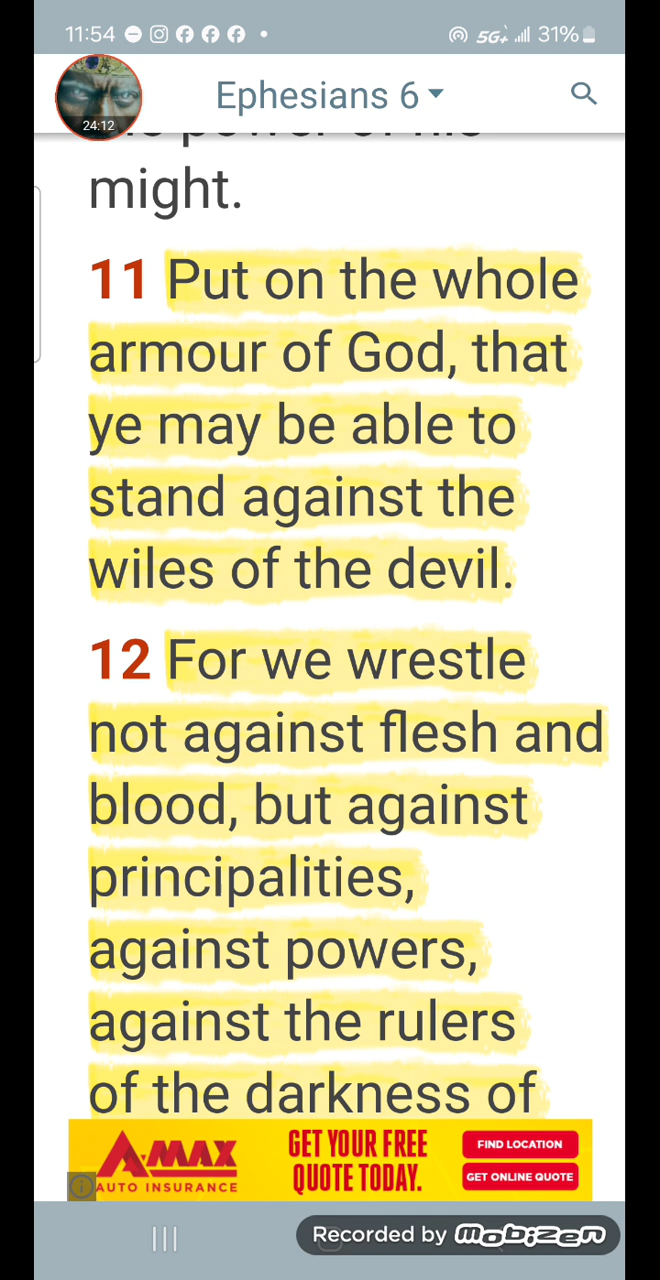 11:54 5G+ 31%
Ephesians 6
24:12
might.
11 Put on the whole
armour of God, that
ye may be able to
stand against the
wiles of the devil.
12 For we wrestle
not against flesh and
blood, but against
principalities,
against powers,
against the rulers
of the darkness of
A-MAX
AUTO INSURANCE
GET YOUR FREE
QUOTE TODAY.
FIND LOCATION
GET ONLINE QUOTE
Recorded by mobizen